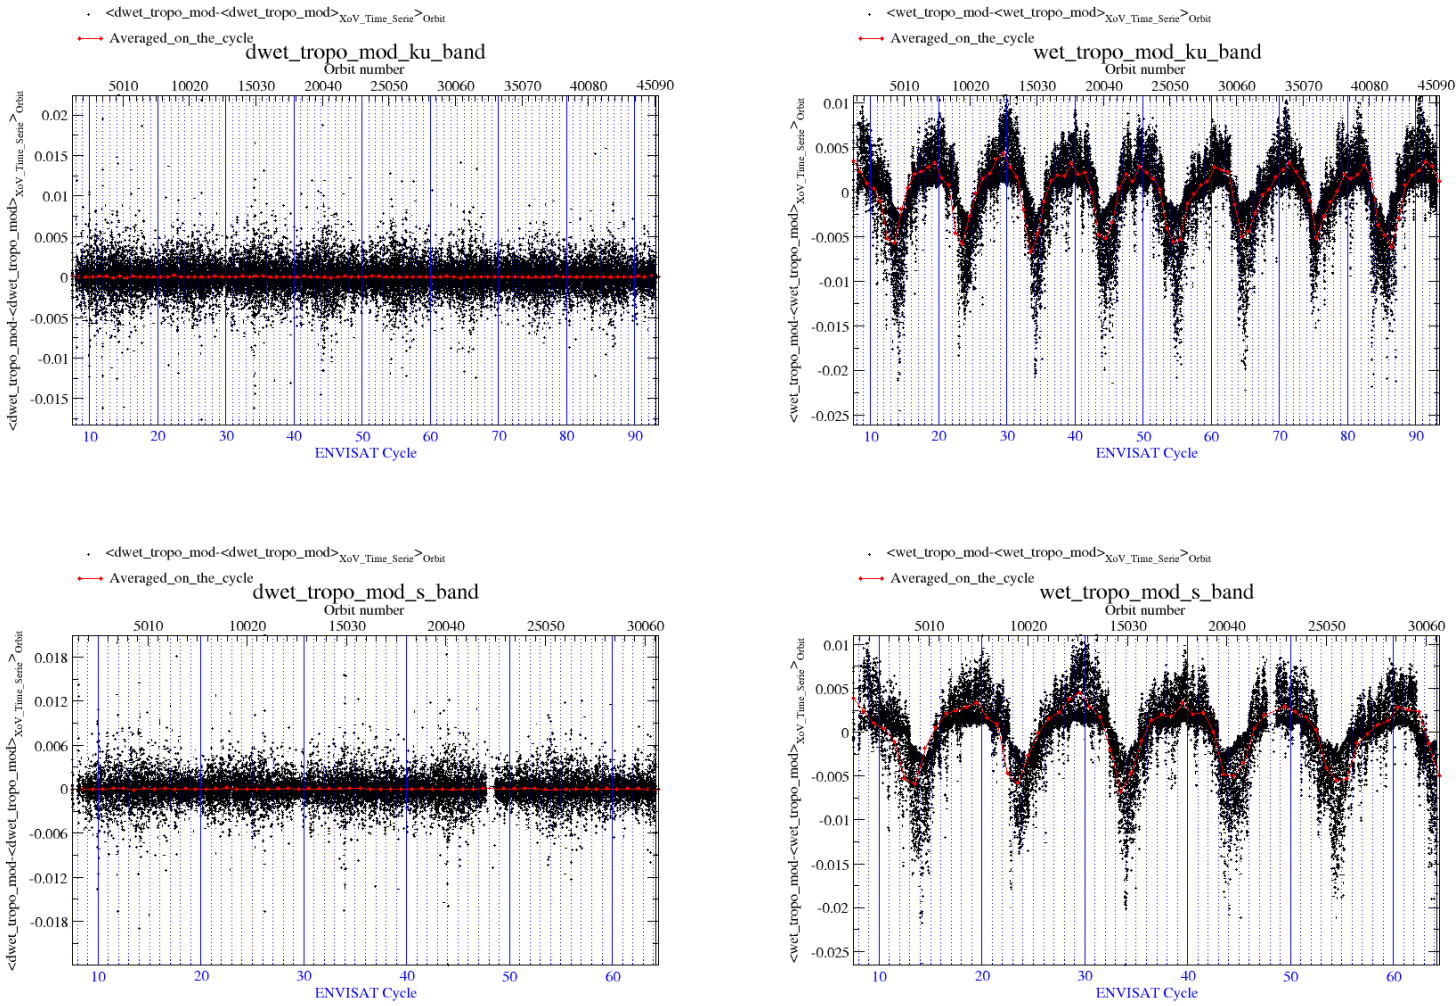 <dwet_tropo_mod-<dwet_tropo_mod>XoV_Time_Serie>Orbit
Averaged_on_the_cycle
dwet_tropo_mod_ku_band
Orbit number
5010 10020 15030 20040 25050 30060 35070 40080 45090
<dwet_tropo_mod-<dwet_tropo_mod>XoV_Time_Serie>Orbit
0.02
0.015
0.01
0.005
0
-0.005
-0.01
-0.015
10 20 30 40 50 60 70 80 90
ENVISAT Cycle
<wet_tropo_mod-<wet_tropo_mod>XoV_Time_Serie>Orbit
Averaged_on_the_cycle
wet_tropo_mod_ku_band
Orbit number
5010 10020 15030 20040 25050 30060 35070 40080 45090
<wet_tropo_mod-<wet_tropo_mod>XoV_Time_Serie>Orbit
0.01
0.005
0
-0.005
-0.01
-0.015
-0.02
-0.025
10 20 30 40 50 60 70 80 90
ENVISAT Cycle
<dwet_tropo_mod-<dwet_tropo_mod>XoV_Time_Serie>Orbit
Averaged_on_the_cycle
dwet_tropo_mod_s_band
Orbit number
5010 10020 15030 20040 25050 30060
<dwet_tropo_mod-<dwet_tropo_mod>XoV_Time_Serie>Orbit
0.018
0.012
0.006
0
-0.006
-0.012
-0.018
10 20 30 40 50 60
ENVISAT Cycle
<wet_tropo_mod-<wet_tropo_mod>XoV_Time_Serie>Orbit
Averaged_on_the_cycle
wet_tropo_mod_s_band
Orbit number
5010 10020 15030 20040 25050 30060
<wet_tropo_mod-<wet_tropo_mod>XoV_Time_Serie>Orbit
0.01
0.005
0
-0.005
-0.01
-0.015
-0.02
-0.025
10 20 30 40 50 60
ENVISAT Cycle